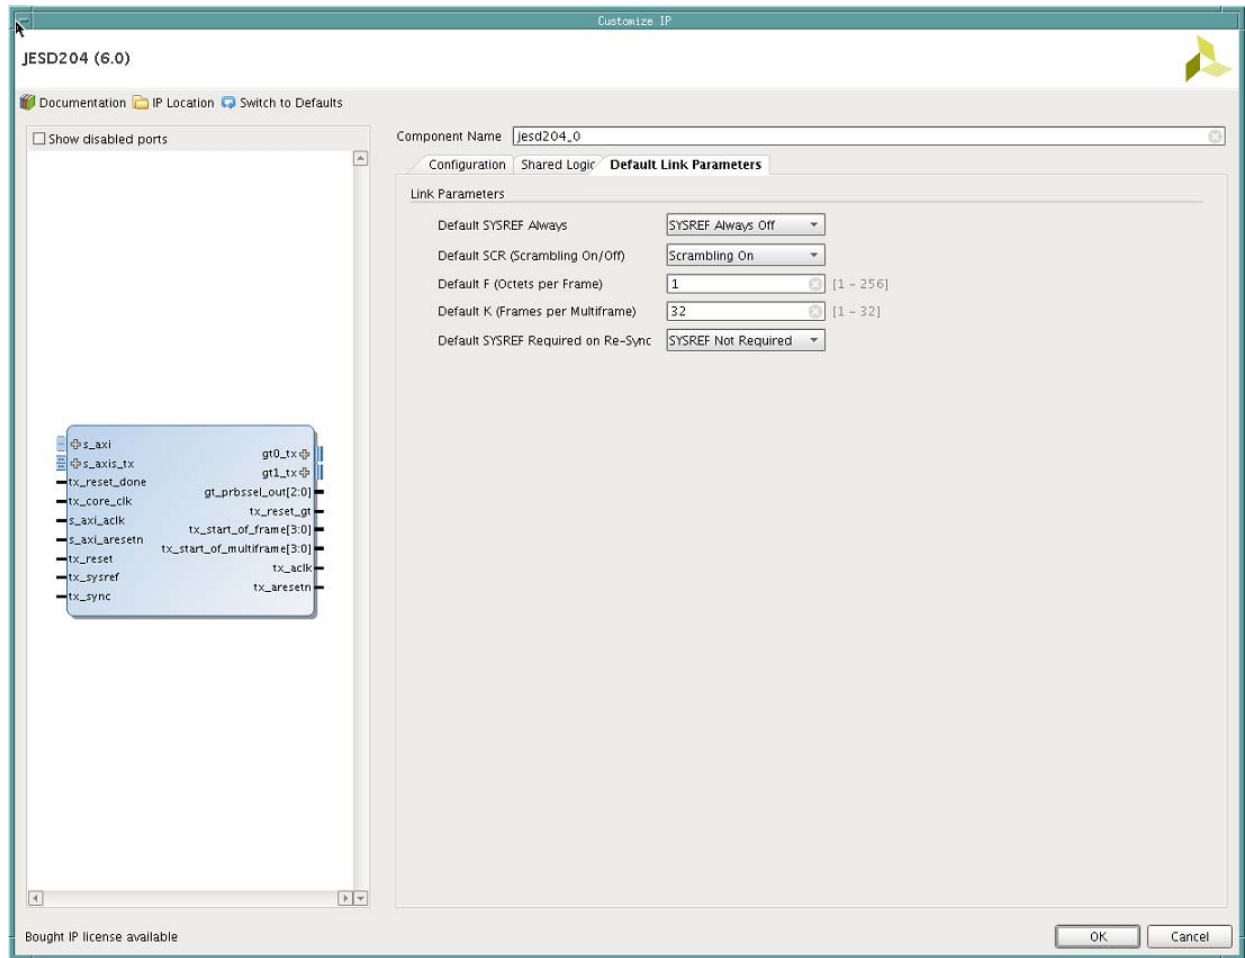 Customize IP
JESD204 (6.0)
Documentation IP Location Switch to Defaults
Show disabled ports
s_axi
s_axis_tx
tx_reset_done
tx_core_clk
s_axi_aclk
s_axi_aresetn
tx_reset
tx_sysref
tx_sync
gt0_tx
gt1_tx
gt_prbssel_out[2:0]
tx_reset_gt
tx_start_of_frame[3:0]
tx_start_of_multiframe[3:0]
tx_aclk
tx_aresetn
Component Name jesd204_0
Configuration Shared Logic Default Link Parameters
Link Parameters
Default SYSREF Always SYSREF Always Off
Default SCR (Scrambling On/Off) Scrambling On
Default F (Octets per Frame) 1 [1 - 256]
Default K (Frames per Multiframe) 32 [1 - 32]
Default SYSREF Required on Re-Sync SYSREF Not Required
Bought IP license available
OK Cancel